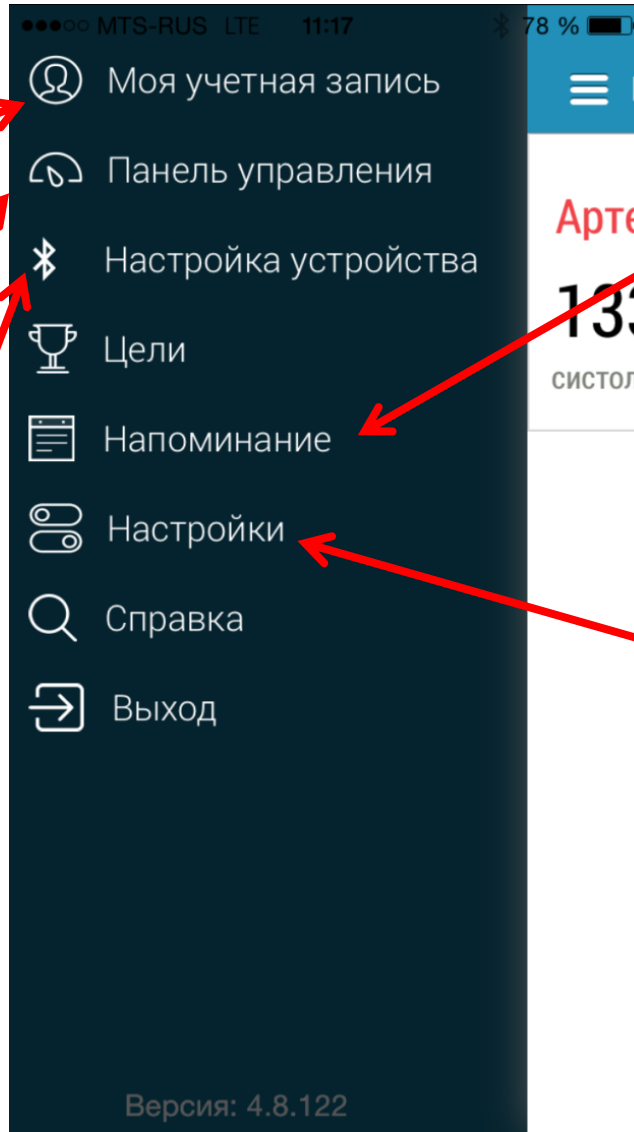 MTS-RUS LTE 11:17 78 %
Моя учетная запись
Панель управления
Настройка устройства
Цели
Напоминание
Настройки
Справка
Выход
Версия: 4.8.122